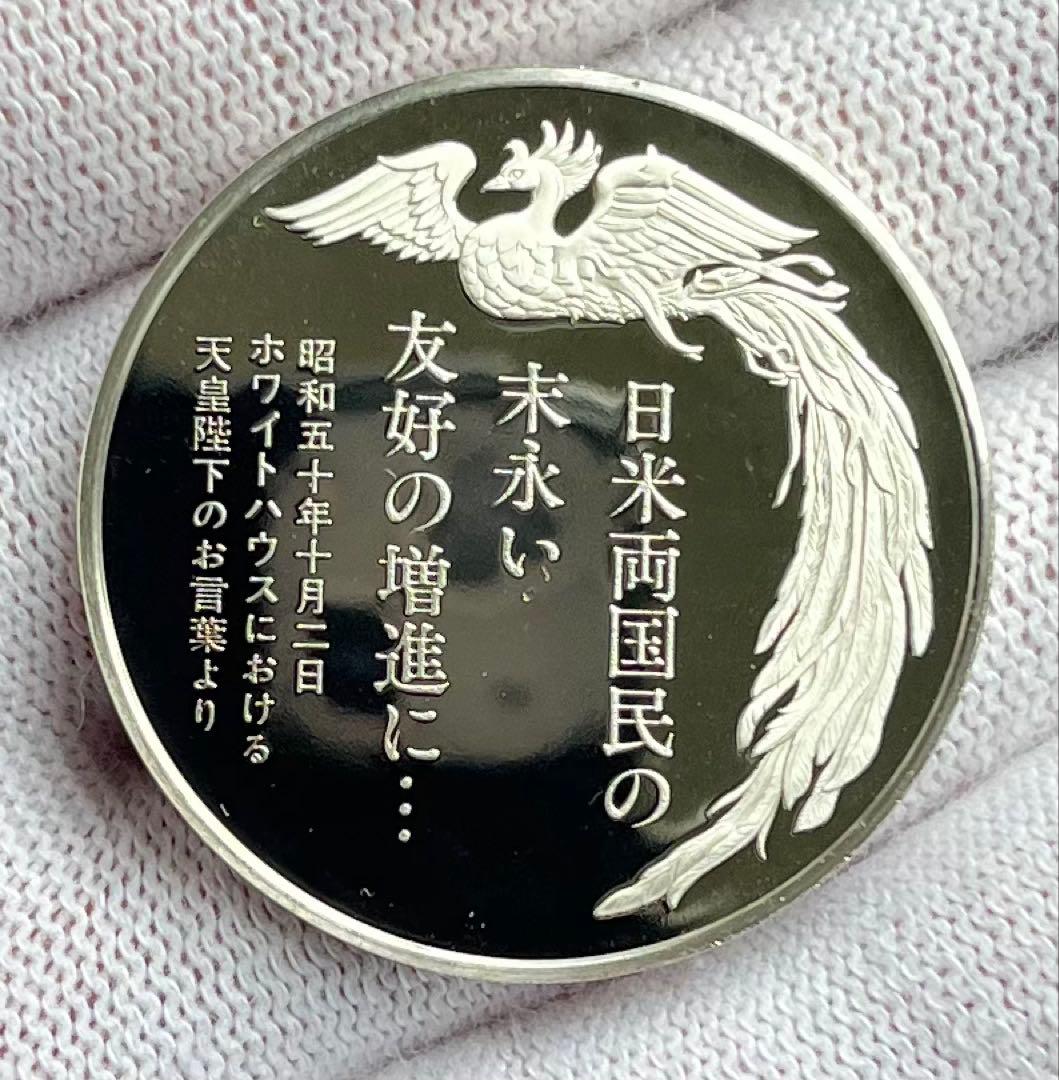 日米両国民の
末永い
友好の増進に…
昭和五十年十月二日
ホワイトハウスにおける
天皇陛下のお言葉より